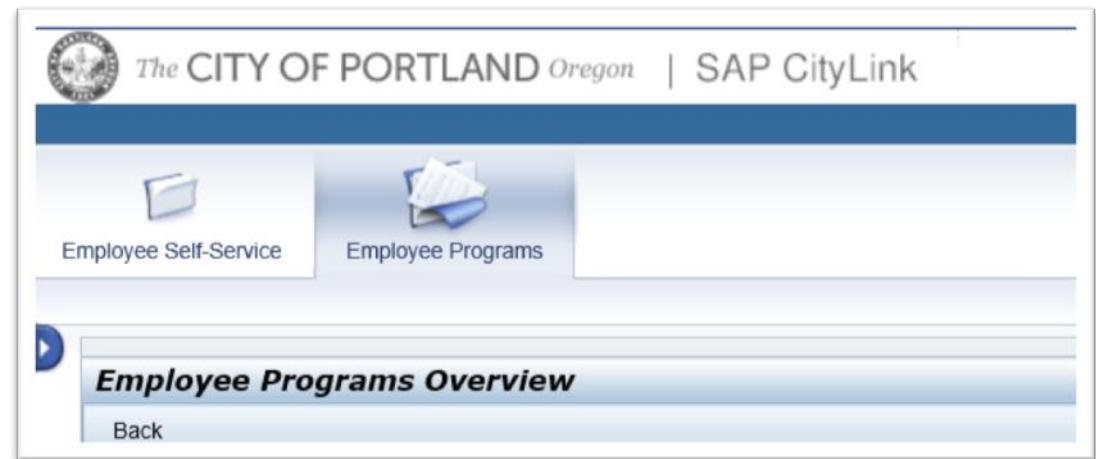 The CITY OF PORTLAND Oregon | SAP CityLink
Employee Self-Service
Employee Programs
Employee Programs Overview
Back